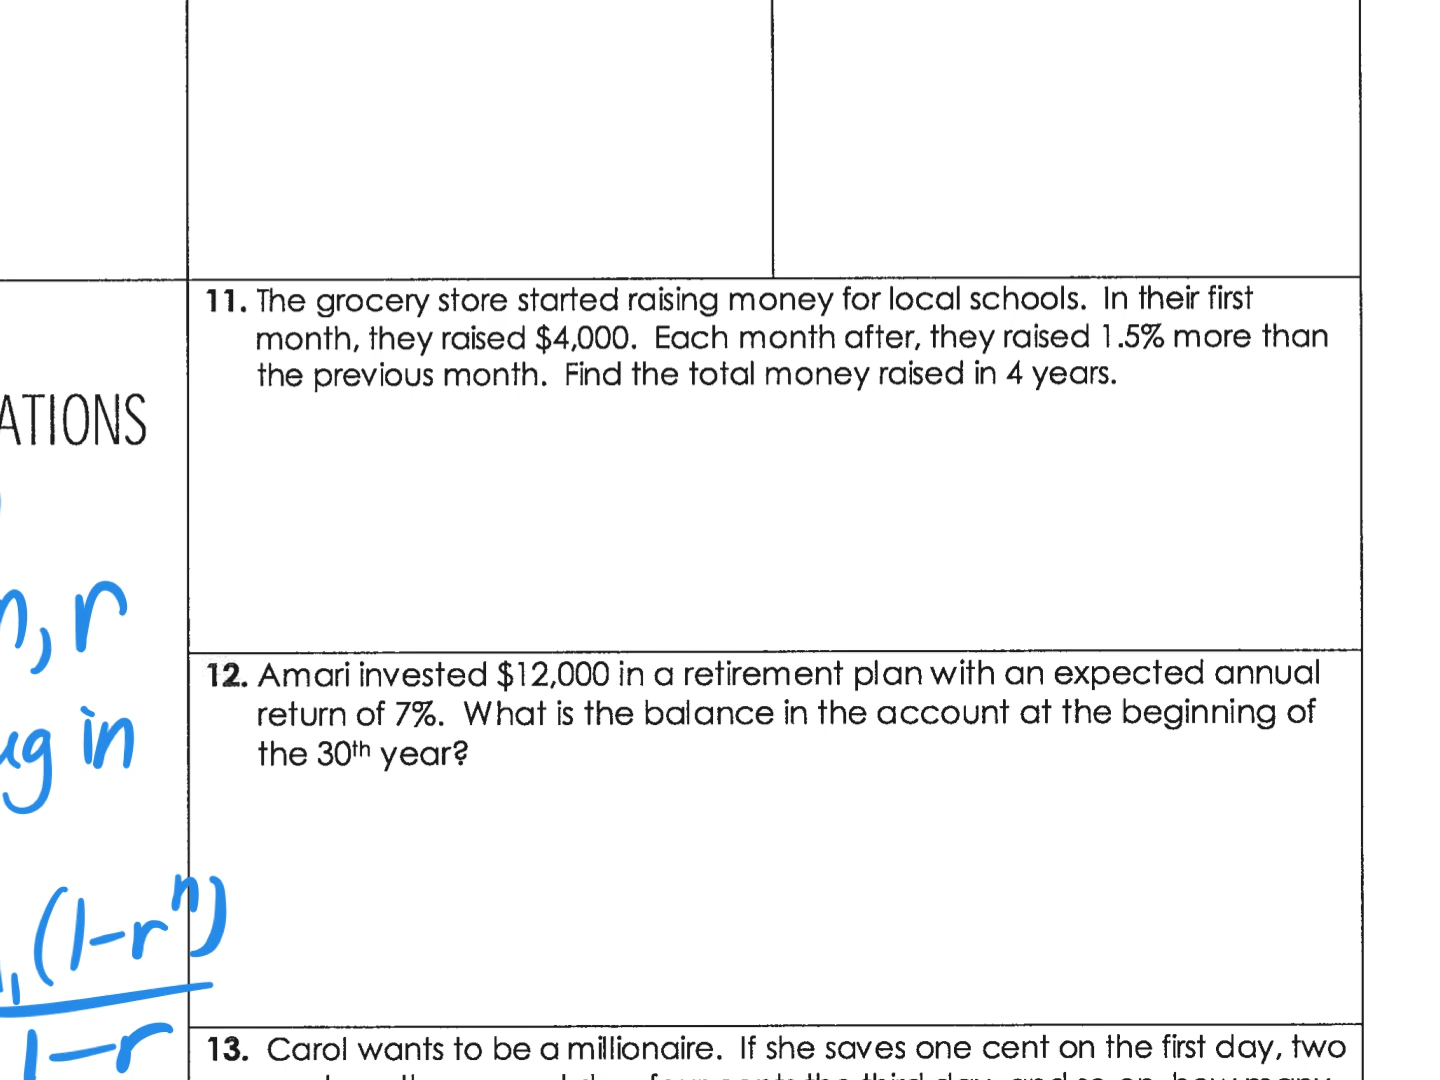 11. The grocery store started raising money for local schools. In their first
month, they raised $4,000. Each month after, they raised 1.5% more than
the previous month. Find the total money raised in 4 years.
ATIONS
, r
12. Amari invested $12,000 in a retirement plan with an expected annual
return of 7%. What is the balance in the account at the beginning of
the 30th year?
ug in
(1-rⁿ)
1-r
13. Carol wants to be a millionaire. If she saves one cent on the first day, two